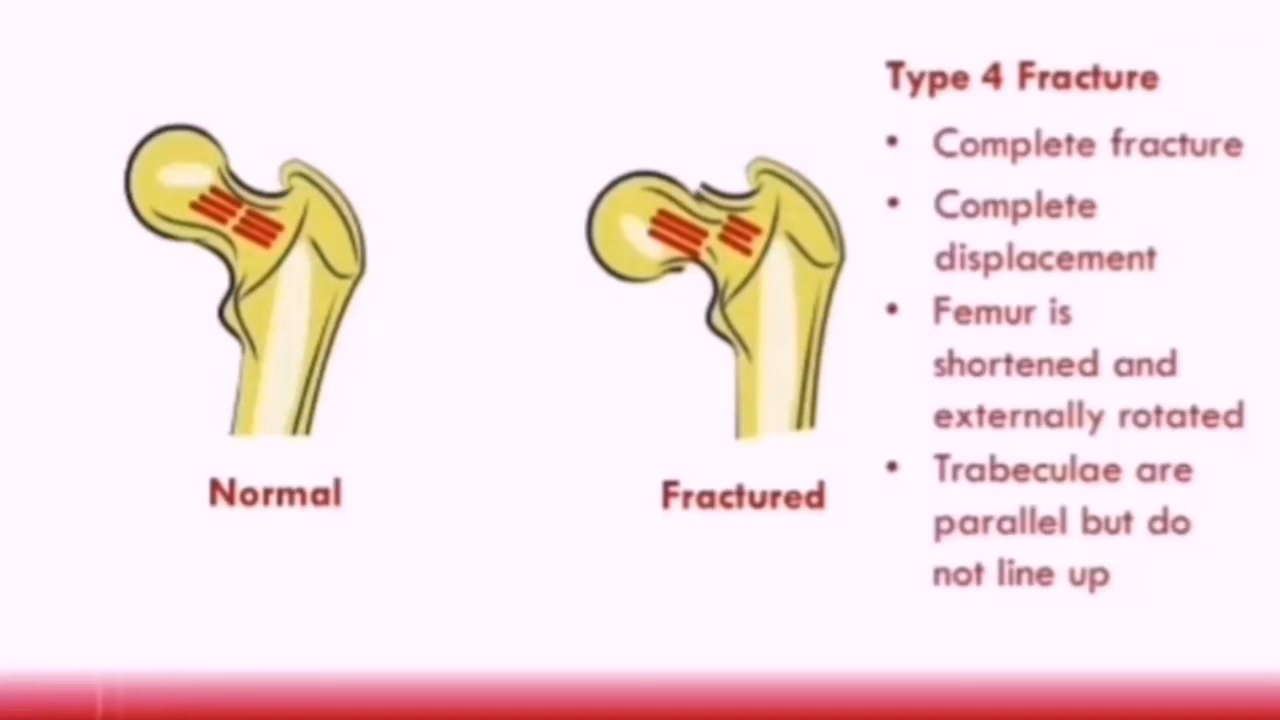 Type 4 Fracture
• Complete fracture
• Complete
displacement
• Femur is
shortened and
externally rotated
• Trabeculae are
parallel but do
not line up
Normal
Fractured